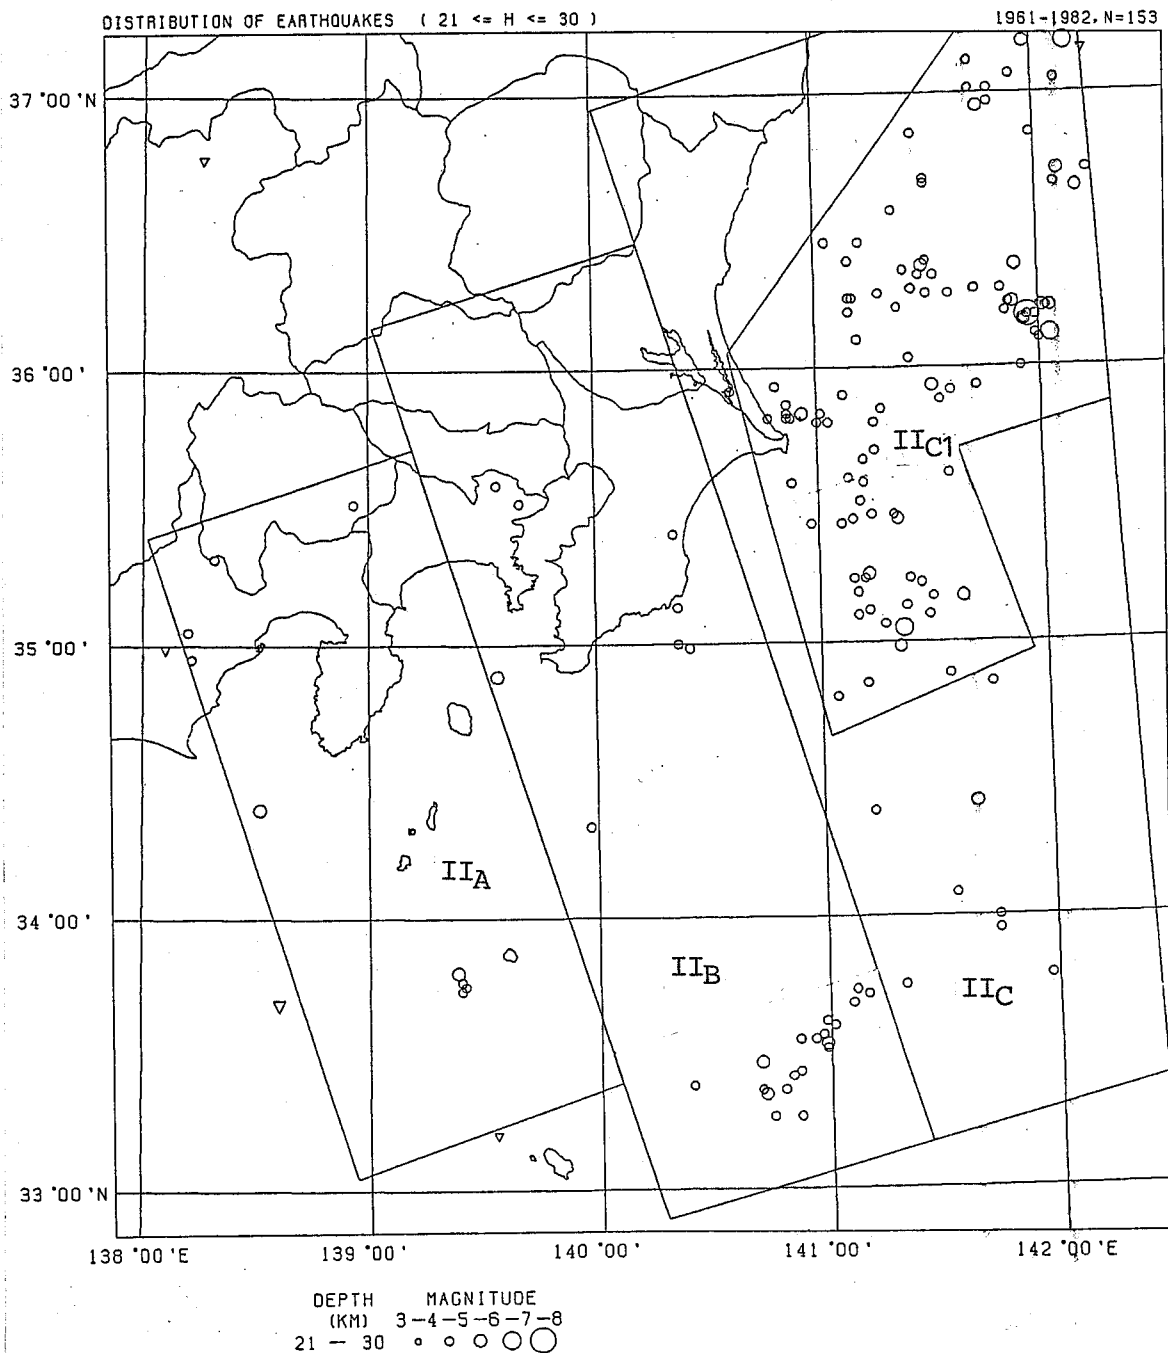 DISTRIBUTION OF EARTHQUAKES ( 21 <= H <= 30 )
1961-1982, N=153
37°00'N
36°00'
IIC1
35°00'
IIA
34°00'
IIB
IIC
33°00'N
138°00'E
139°00'
140°00'
141°00'
142°00'E
DEPTH MAGNITUDE
(KM) 3-4-5-6-7-8
21 - 30